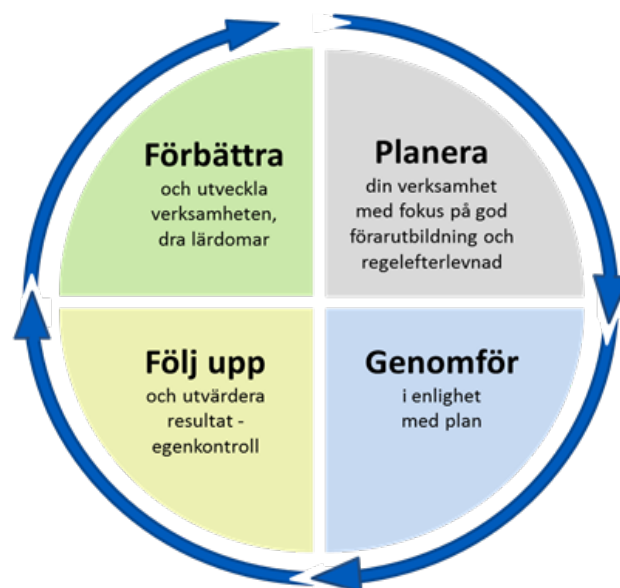 Förbättra
och utveckla
verksamheten,
dra lärdomar
Planera
din verksamhet
med fokus på god
förarutbildning och
regelefterlevnad
Följ upp
och utvärdera
resultat -
egenkontroll
Genomför
i enlighet
med plan